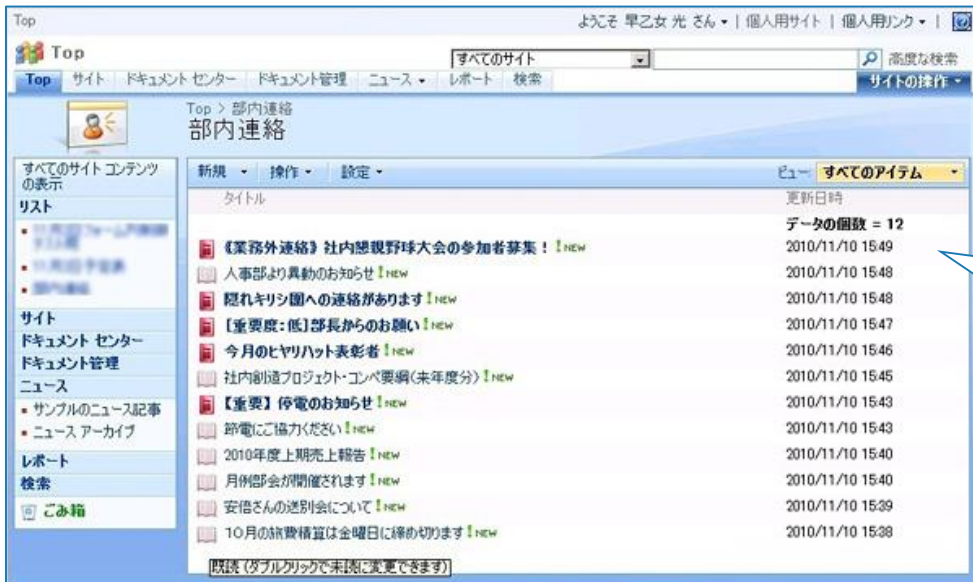 Top
ようこそ 早乙女 光 さん | 個人用サイト | 個人用リンク |
Top
すべてのサイト
高度な検索
Top サイト ドキュメント センター ドキュメント管理 ニュース レポート 検索
サイトの操作
Top > 部内連絡
部内連絡
すべてのサイト コンテンツ
の表示
リスト
サイト
ドキュメント センター
ドキュメント管理
ニュース
サンプルのニュース記事
ニュース アーカイブ
レポート
検索
ごみ箱
新規 操作 設定
ビュー: すべてのアイテム
タイトル 更新日時
データの個数 = 12
《業務外連絡》社内懇親野球大会の参加者募集！ !NEW 2010/11/10 15:49
人事部より異動のお知らせ !NEW 2010/11/10 15:48
隠れキリシ團への連絡があります !NEW 2010/11/10 15:48
[重要度:低]部長からのお願い !NEW 2010/11/10 15:47
今月のヒヤリハット表彰者 !NEW 2010/11/10 15:46
社内創造プロジェクト・コンペ要綱(来年度分) !NEW 2010/11/10 15:45
【重要】停電のお知らせ !NEW 2010/11/10 15:43
節電にご協力ください !NEW 2010/11/10 15:43
2010年度上期売上報告 !NEW 2010/11/10 15:40
月例部会が開催されます !NEW 2010/11/10 15:40
安倍さんの送別会について !NEW 2010/11/10 15:39
10月の旅費積算は金曜日に締め切ります !NEW 2010/11/10 15:38
既読 (ダブルクリックで未読に変更できます)